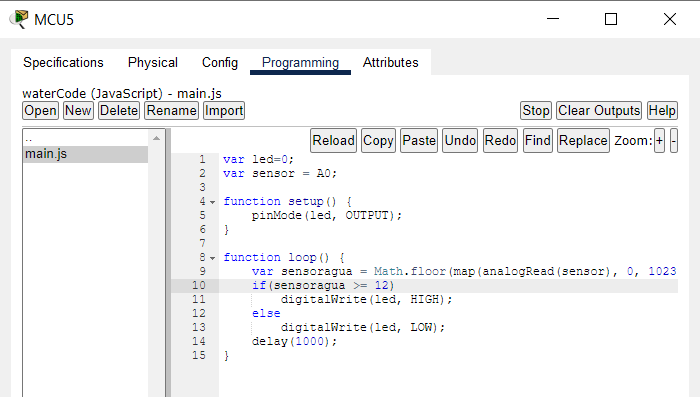 MCU5
Specifications Physical Config Programming Attributes
waterCode (JavaScript) - main.js
Open New Delete Rename Import Stop Clear Outputs Help
..
main.js
Reload Copy Paste Undo Redo Find Replace Zoom: + -
1 var led=0;
2 var sensor = A0;
3
4 function setup() {
5 pinMode(led, OUTPUT);
6 }
7
8 function loop() {
9 var sensoragua = Math.floor(map(analogRead(sensor), 0, 1023
10 if(sensoragua >= 12)
11 digitalWrite(led, HIGH);
12 else
13 digitalWrite(led, LOW);
14 delay(1000);
15 }